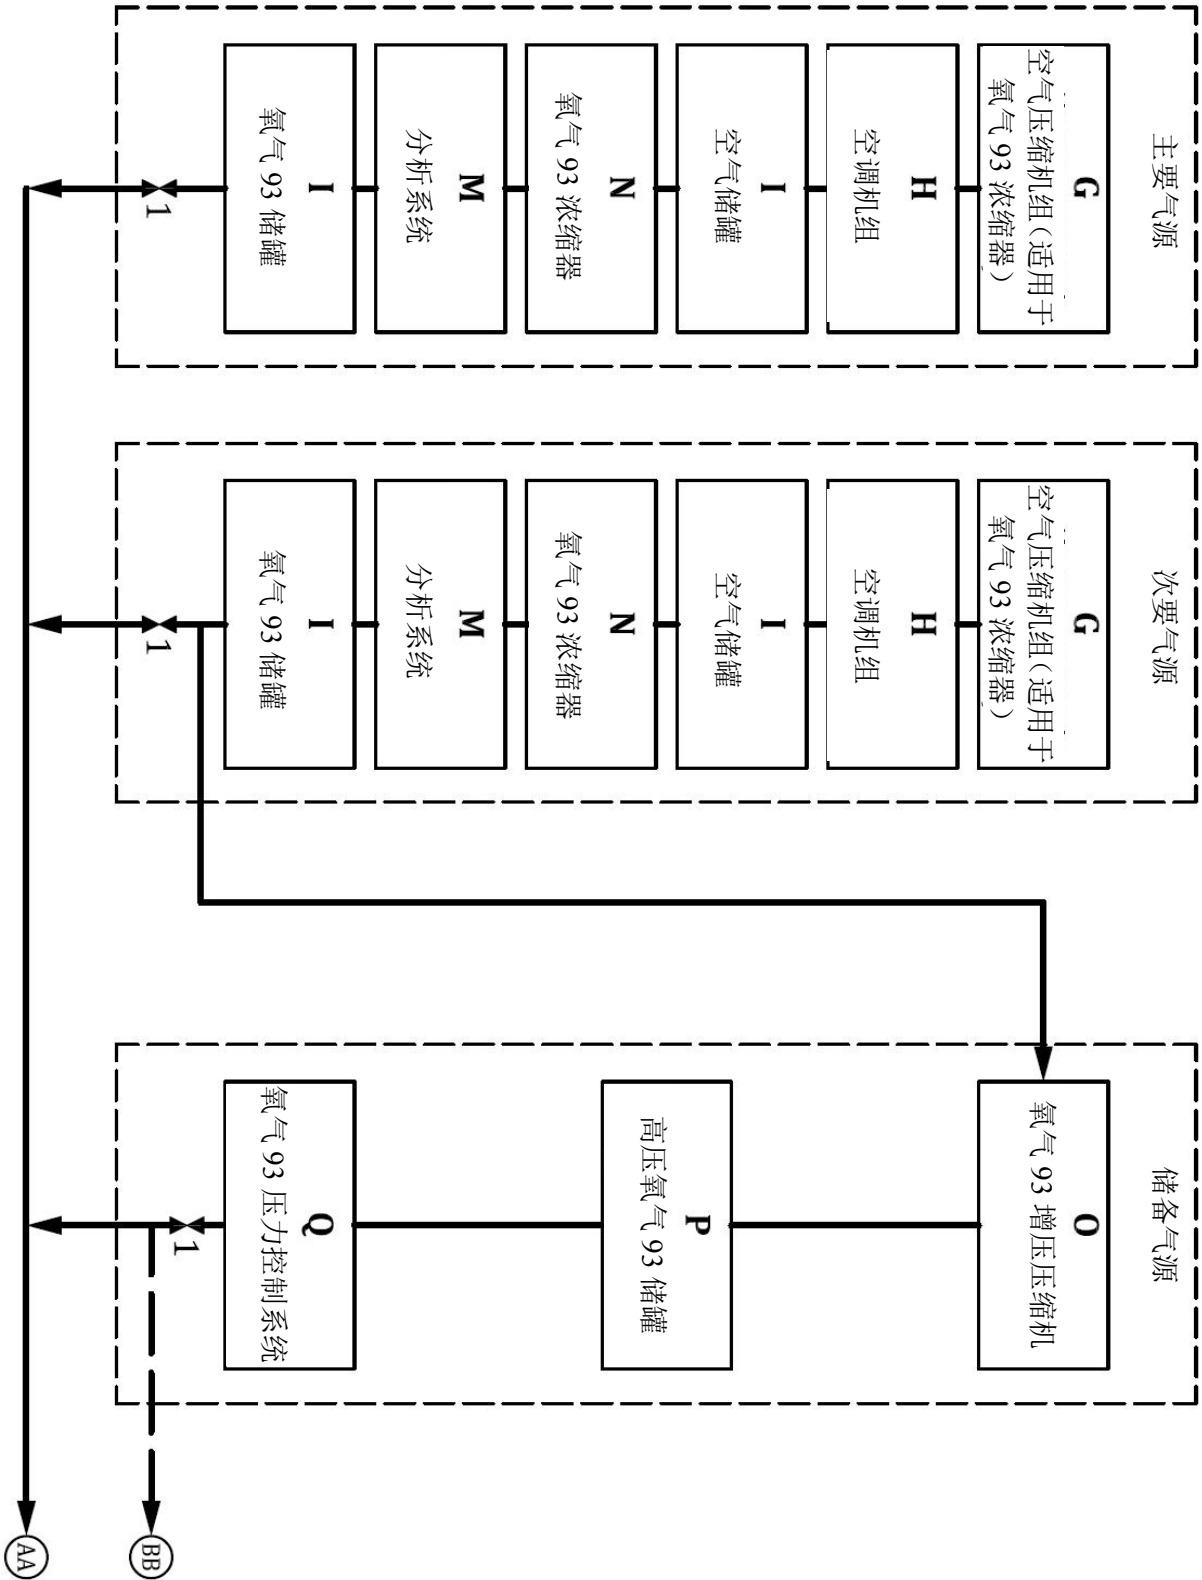 主要气源
G
空气压缩机组（适用于
氧气 93 浓缩器）
H
空调机组
I
空气储罐
N
氧气 93 浓缩器
M
分析系统
I
氧气 93 储罐
1
次要气源
G
空气压缩机组（适用于
氧气 93 浓缩器）
H
空调机组
I
空气储罐
N
氧气 93 浓缩器
M
分析系统
I
氧气 93 储罐
1
储备气源
O
氧气 93 增压压缩机
P
高压氧气 93 储罐
Q
氧气 93 压力控制系统
1
BB
AA